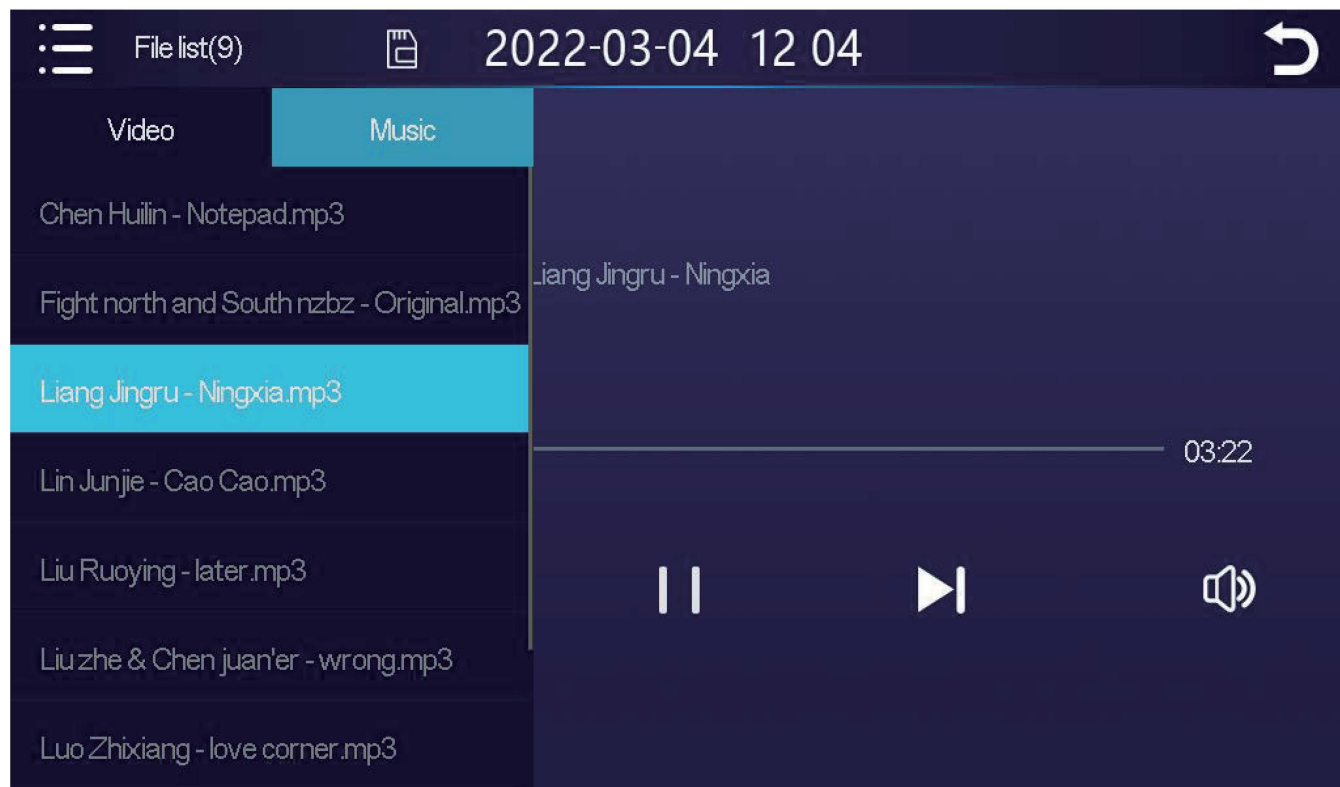 File list(9)
2022-03-04 12 04
Video
Music
Chen Huilin - Notepad.mp3
Fight north and South nzbz - Original.mp3
Liang Jingru - Ningxia.mp3
Lin Junjie - Cao Cao.mp3
Liu Ruoying - later.mp3
Liu zhe & Chen juan'er - wrong.mp3
Luo Zhixiang - love corner.mp3
Liang Jingru - Ningxia
03:22